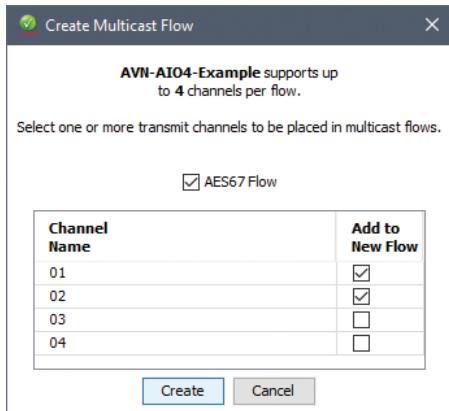 Create Multicast Flow
AVN-AIO4-Example supports up
to 4 channels per flow.
Select one or more transmit channels to be placed in multicast flows.
AES67 Flow
Channel Name
Add to New Flow
01
02
03
04
Create Cancel